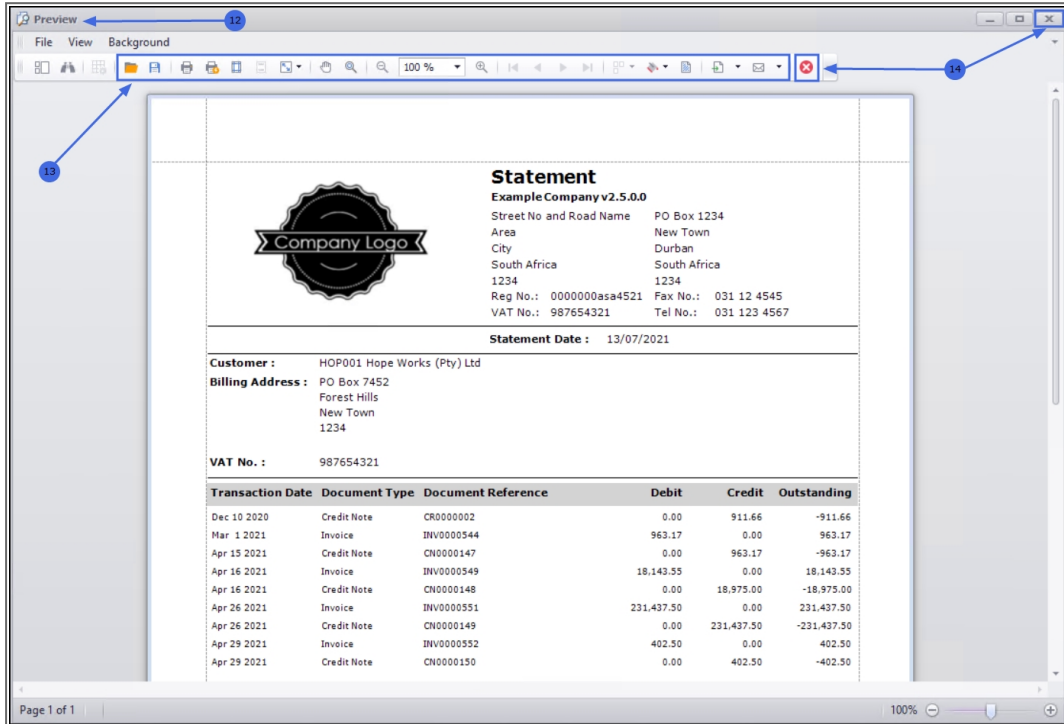 Preview
12
File View Background
100 %
14
13
Company Logo
Statement
Example Company v2.5.0.0
Street No and Road Name PO Box 1234
Area New Town
City Durban
South Africa South Africa
1234 1234
Reg No.: 0000000asa4521 Fax No.: 031 12 4545
VAT No.: 987654321 Tel No.: 031 123 4567
Statement Date : 13/07/2021
Customer : HOP001 Hope Works (Pty) Ltd
Billing Address : PO Box 7452
Forest Hills
New Town
1234
VAT No. : 987654321
Transaction Date Document Type Document Reference Debit Credit Outstanding
Dec 10 2020 Credit Note CR0000002 0.00 911.66 -911.66
Mar 1 2021 Invoice INV0000544 963.17 0.00 963.17
Apr 15 2021 Credit Note CN0000147 0.00 963.17 -963.17
Apr 16 2021 Invoice INV0000549 18,143.55 0.00 18,143.55
Apr 16 2021 Credit Note CN0000148 0.00 18,975.00 -18,975.00
Apr 26 2021 Invoice INV0000551 231,437.50 0.00 231,437.50
Apr 26 2021 Credit Note CN0000149 0.00 231,437.50 -231,437.50
Apr 29 2021 Invoice INV0000552 402.50 0.00 402.50
Apr 29 2021 Credit Note CN0000150 0.00 402.50 -402.50
Page 1 of 1 100%